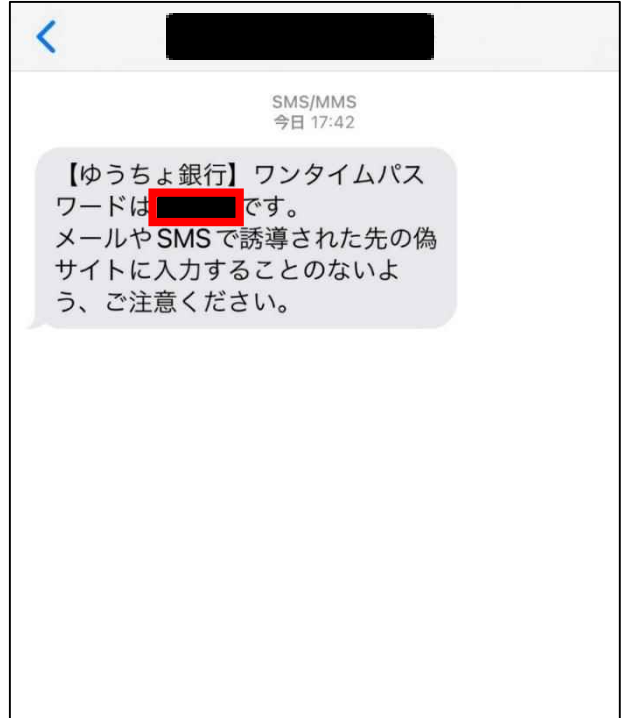 SMS/MMS
今日 17:42
【ゆうちょ銀行】ワンタイムパス
ワードは です。
メールやSMSで誘導された先の偽
サイトに入力することのないよ
う、ご注意ください。